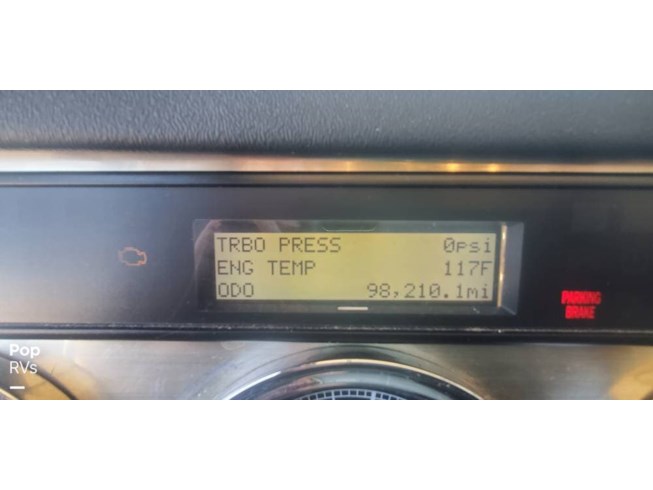 TRBO PRESS 0psi
ENG TEMP 117F
ODO 98,210.1mi
PARKING
BRAKE
Pop
RVs